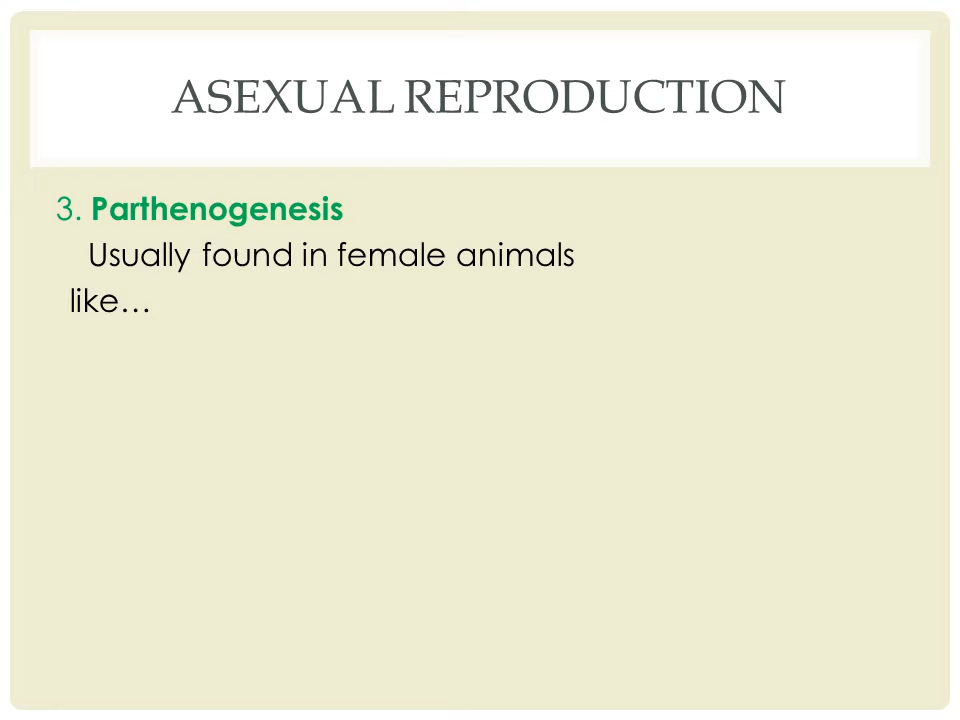 ASEXUAL REPRODUCTION
3. Parthenogenesis
Usually found in female animals
like…